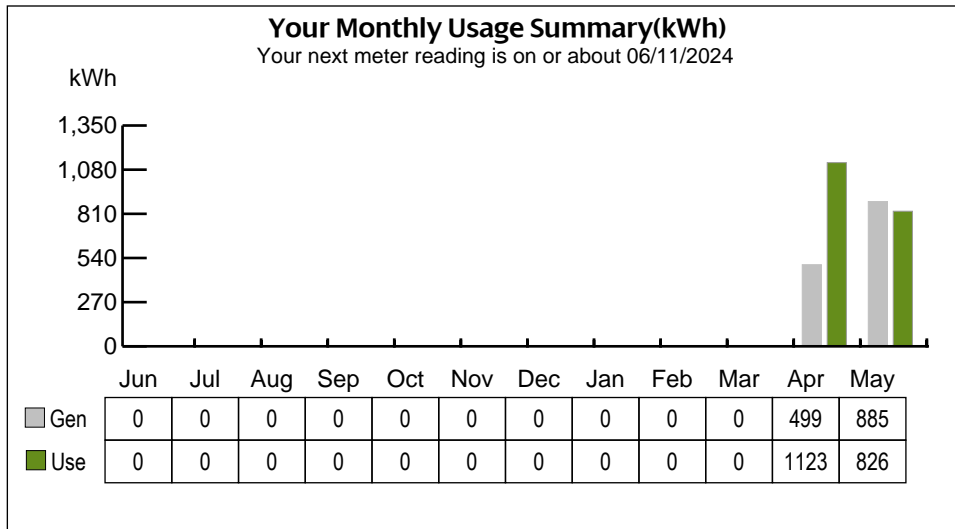 Your Monthly Usage Summary(kWh)
Your next meter reading is on or about 06/11/2024
kWh
1,350
1,080
810
540
270
0
Jun Jul Aug Sep Oct Nov Dec Jan Feb Mar Apr May
Gen 0 0 0 0 0 0 0 0 0 0 499 885
Use 0 0 0 0 0 0 0 0 0 0 1123 826